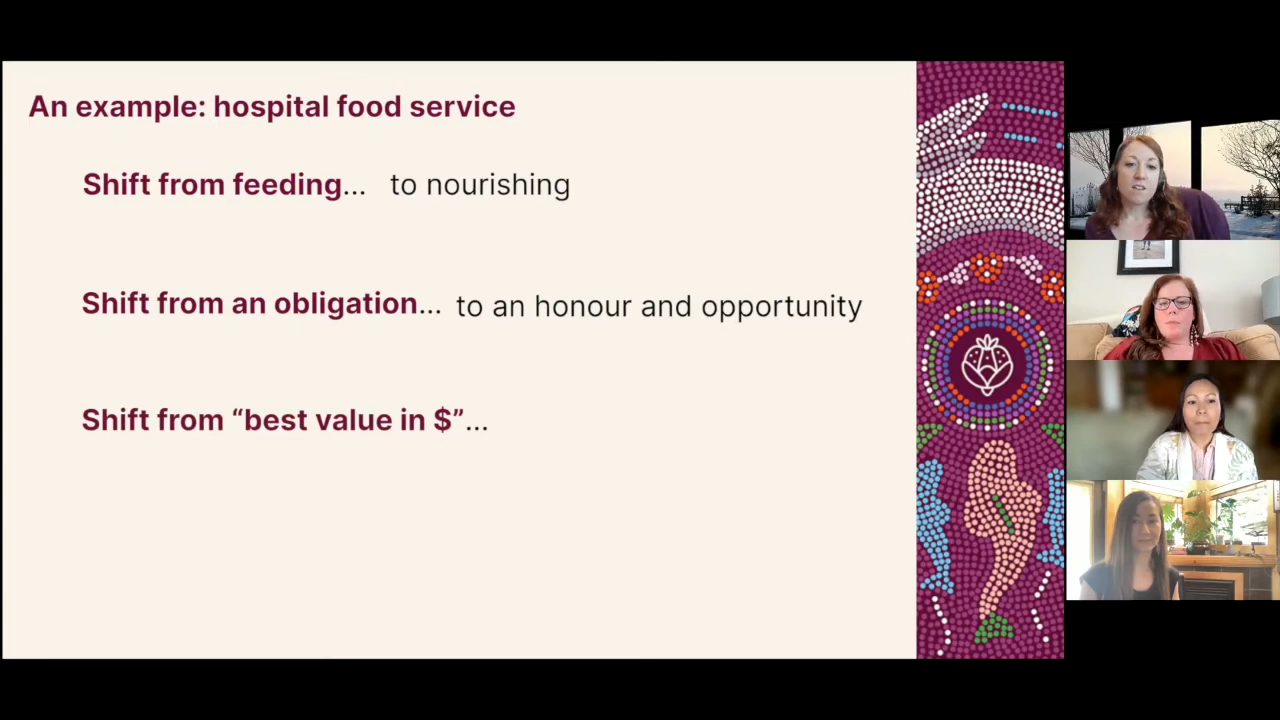 An example: hospital food service
Shift from feeding... to nourishing
Shift from an obligation... to an honour and opportunity
Shift from “best value in $”...